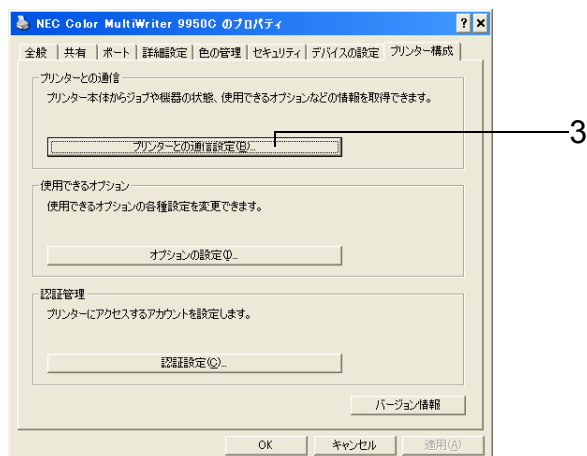 NEC Color MultiWriter 9950C のプロパティ
全般 共有 ポート 詳細設定 色の管理 セキュリティ デバイスの設定 プリンター構成
プリンターとの通信
プリンター本体からジョブや機器の状態、使用できるオプションなどの情報を取得できます。
プリンターとの通信設定(B)... 3
使用できるオプション
使用できるオプションの各種設定を変更できます。
オプションの設定(I)...
認証管理
プリンターにアクセスするアカウントを設定します。
認証設定(C)...
バージョン情報
OK キャンセル 適用(A)